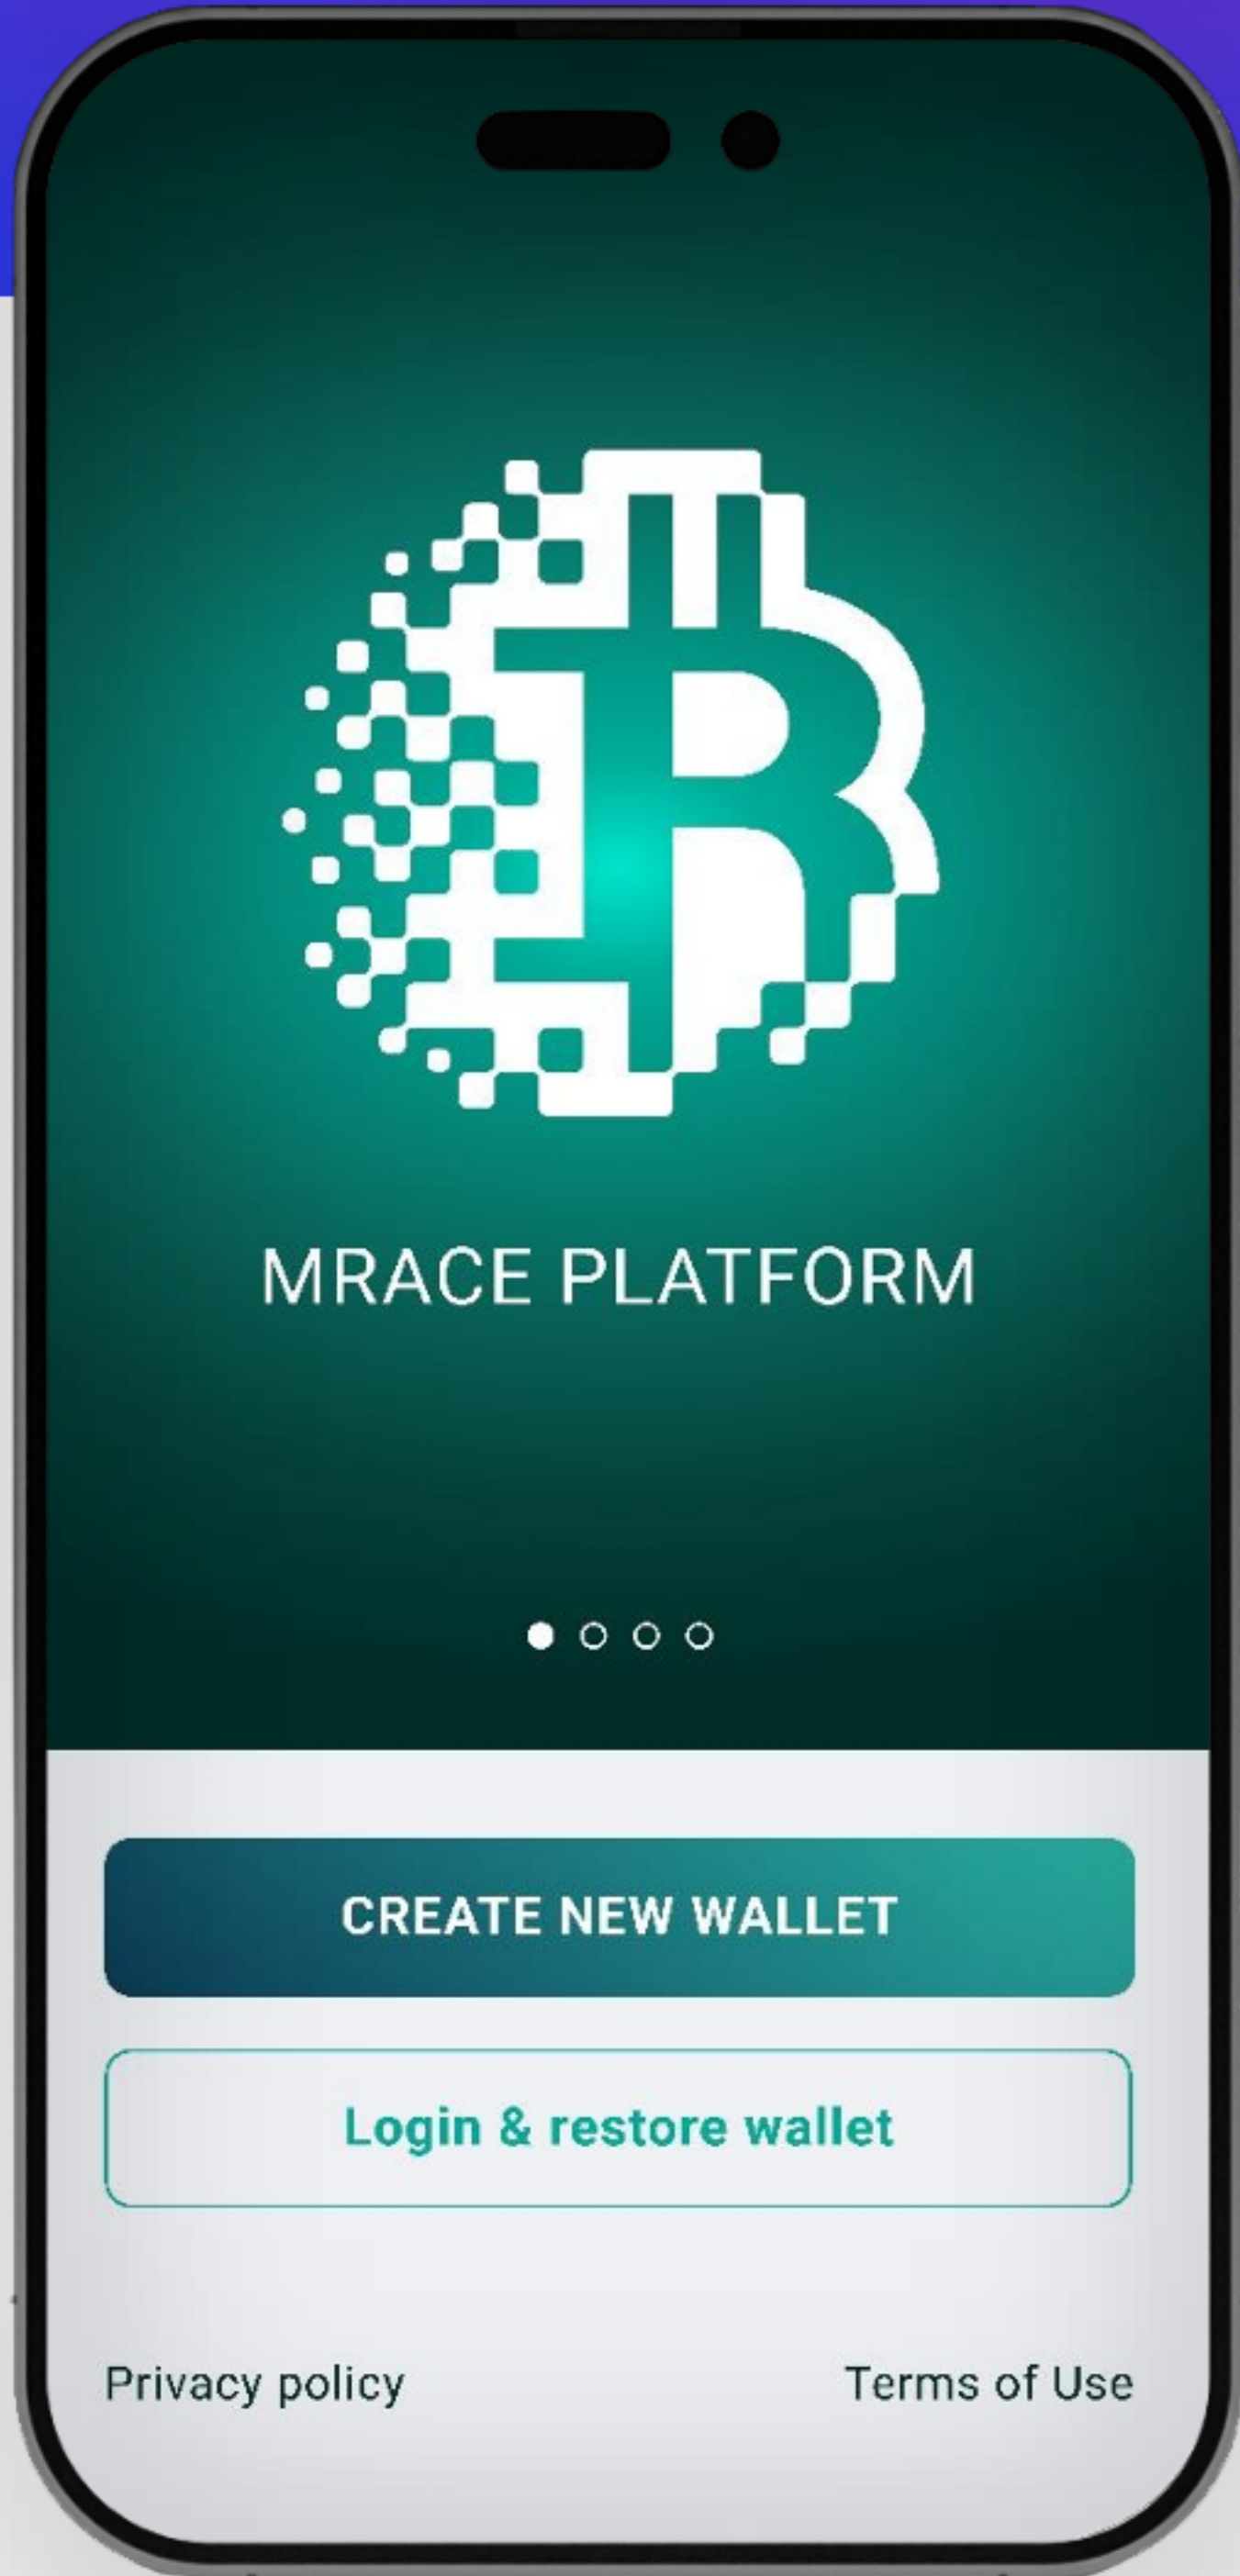 MRACE PLATFORM
CREATE NEW WALLET
Login & restore wallet
Privacy policy
Terms of Use